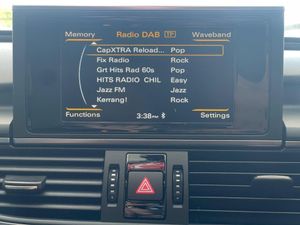 Memory Radio DAB TP Waveband
CapXTRA Reload... Pop
Fix Radio Rock
Grt Hits Rad 60s Pop
HITS RADIO CHIL Easy
Jazz FM Jazz
Kerrang! Rock
Functions 3:38PM Settings